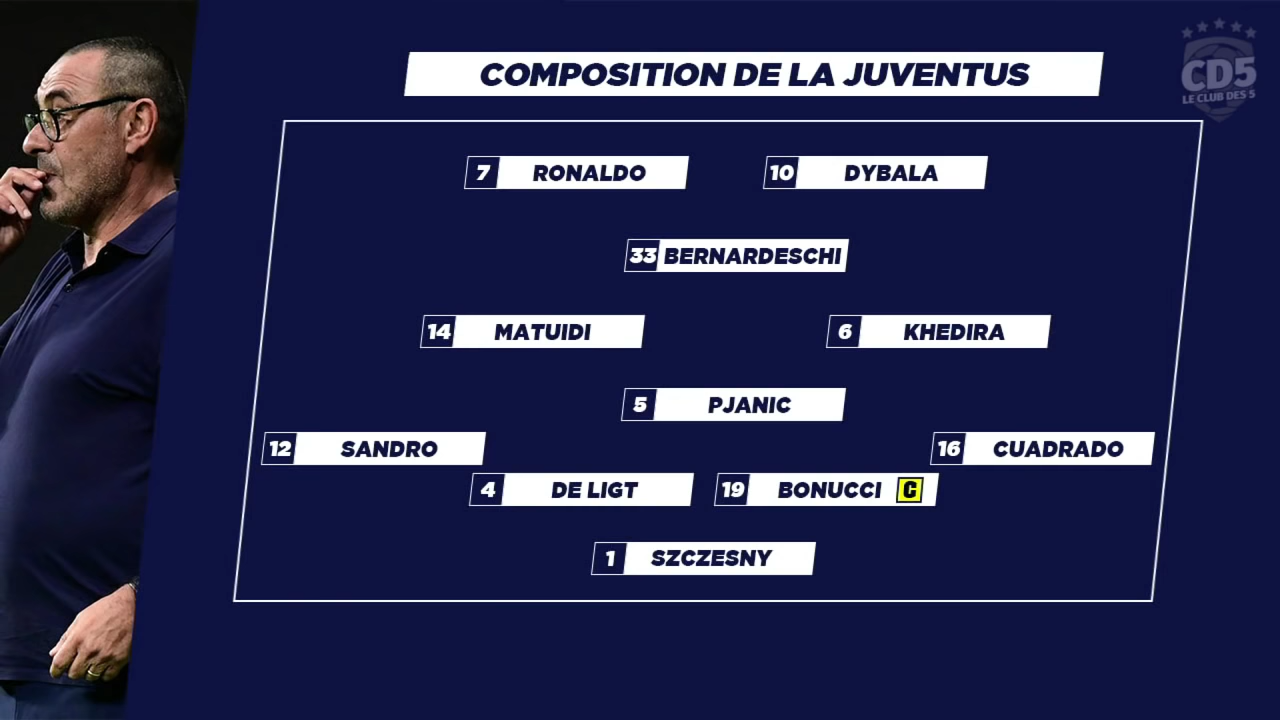 COMPOSITION DE LA JUVENTUS
CD5
LE CLUB DES 5
7 RONALDO 10 DYBALA
33 BERNARDESCHI
14 MATUIDI 6 KHEDIRA
5 PJANIC
12 SANDRO 16 CUADRADO
4 DE LIGT 19 BONUCCI C
1 SZCZESNY